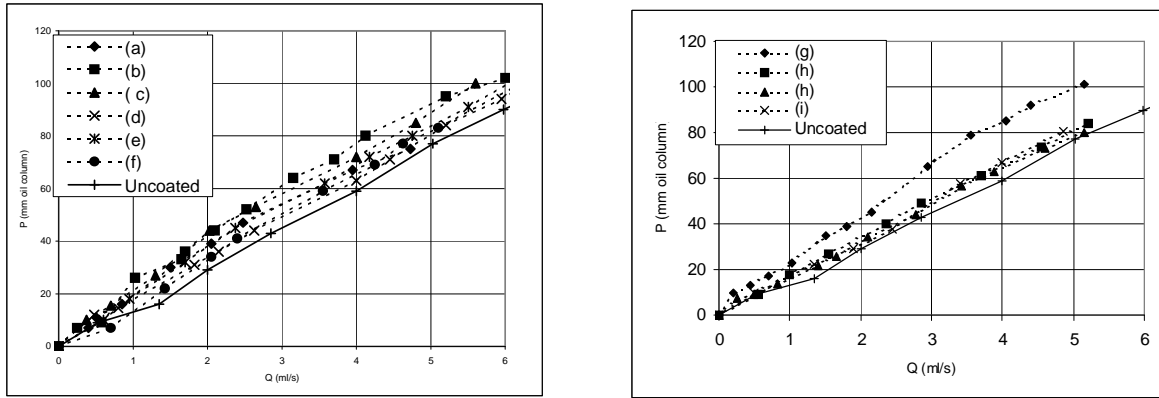 120
100
80
60
40
20
0
P (mm oil column)
(a)
(b)
( c)
(d)
(e)
(f)
Uncoated
0 1 2 3 4 5 6
Q (ml/s)
120
100
80
60
40
20
0
P (mm oil column)
(g)
(h)
(h)
(i)
Uncoated
0 1 2 3 4 5 6
Q (ml/s)